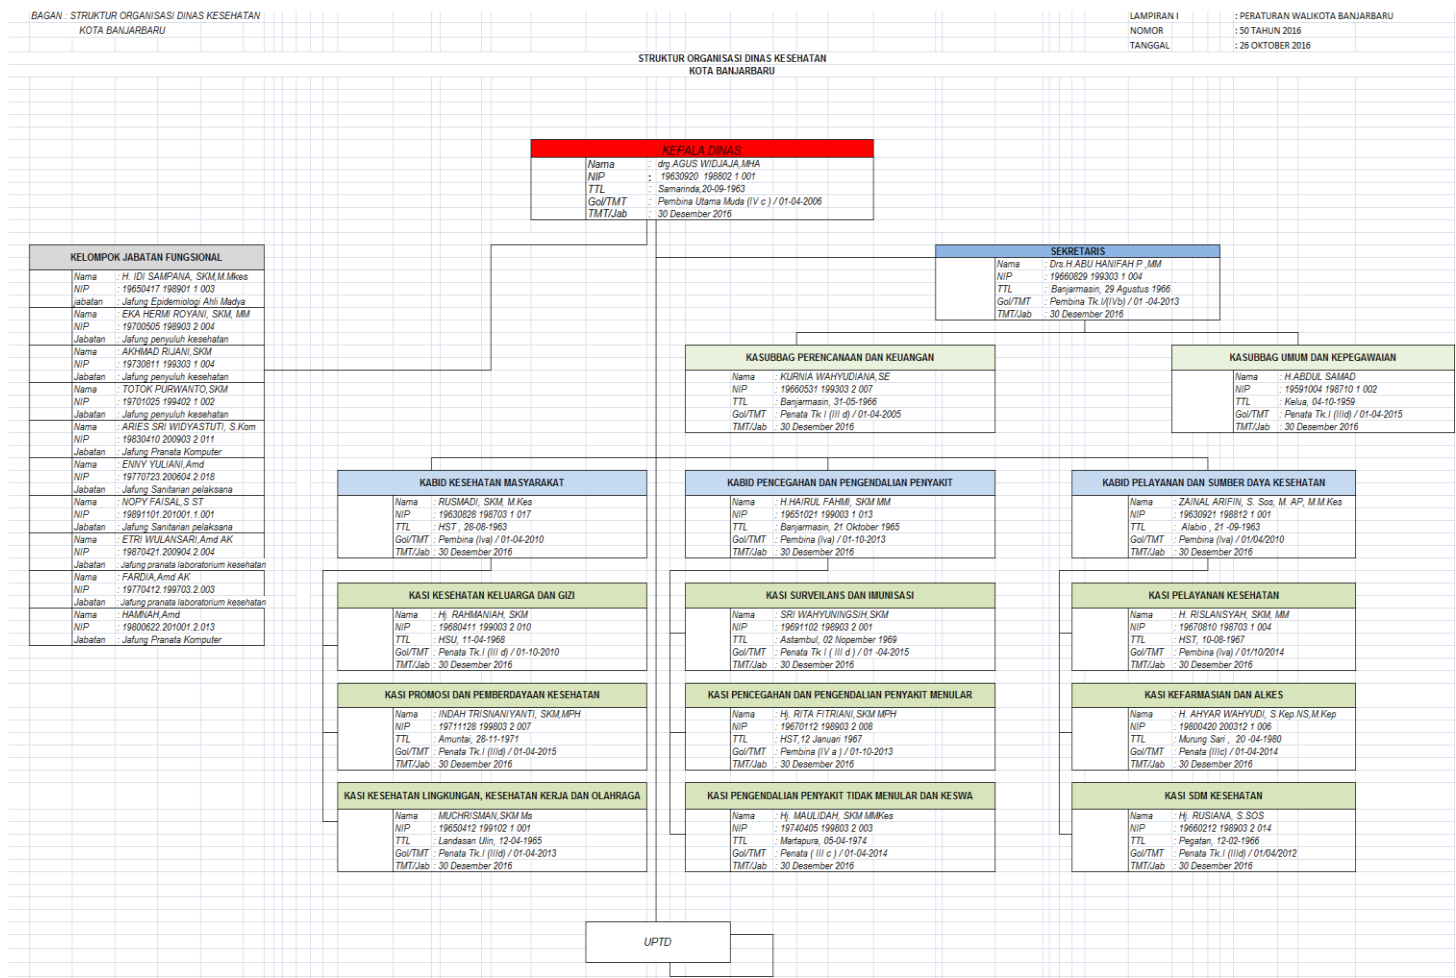 BAGAN : STRUKTUR ORGANISASI DINAS KESEHATAN
KOTA BANJARBARU
LAMPIRAN I : PERATURAN WALIKOTA BANJARBARU
NOMOR : 50 TAHUN 2016
TANGGAL : 26 OKTOBER 2016
STRUKTUR ORGANISASI DINAS KESEHATAN
KOTA BANJARBARU
KEPALA DINAS
Nama : drg.AGUS WIDJAJA,MHA
NIP : 19630920 198802 1 001
TTL : Samarinda,20-09-1963
Gol/TMT : Pembina Utama Muda (IV c ) / 01-04-2006
TMT/Jab : 30 Desember 2016
KELOMPOK JABATAN FUNGSIONAL
Nama : H. IDI SAMPANA, SKM,M.Mkes
NIP : 19650417 198901 1 003
jabatan : Jafung Epidemiologi Ahli Madya
Nama : EKA HERMI ROYANI, SKM, MM
NIP : 19700505 198903 2 004
Jabatan : Jafung penyuluh kesehatan
Nama : AKHMAD RIJANI,SKM
NIP : 19730811 199303 1 004
Jabatan : Jafung penyuluh kesehatan
Nama : TOTOK PURWANTO,SKM
NIP : 19701025 199402 1 002
Jabatan : Jafung penyuluh kesehatan
Nama : ARIES SRI WIDYASTUTI, S.Kom
NIP : 19830410 200903 2 011
Jabatan : Jafung Pranata Komputer
Nama : ENNY YULIANI,Amd
NIP : 19770723.200604.2.018
Jabatan : Jafung Sanitarian pelaksana
Nama : NOPY FAISAL,S ST
NIP : 19891101.201001.1.001
Jabatan : Jafung Sanitarian pelaksana
Nama : ETRI WULANSARI,Amd AK
NIP : 19870421.200904.2.004
Jabatan : Jafung pranata laboratorium kesehatan
Nama : FARDIA,Amd AK
NIP : 19770412.199703.2.003
Jabatan : Jafung pranata laboratorium kesehatan
Nama : HAMNAH,Amd
NIP : 19800622.201001.2.013
Jabatan : Jafung Pranata Komputer
SEKRETARIS
Nama : Drs.H.ABU HANIFAH P ,MM
NIP : 19660829 199303 1 004
TTL : Banjarmasin, 29 Agustus 1966
Gol/TMT : Pembina Tk.I/(IVb) / 01 -04-2013
TMT/Jab : 30 Desember 2016
KASUBBAG PERENCANAAN DAN KEUANGAN
Nama : KURNIA WAHYUDIANA,SE
NIP : 19660531 199303 2 007
TTL : Banjarmasin, 31-05-1966
Gol/TMT : Penata Tk I (III d) / 01-04-2005
TMT/Jab : 30 Desember 2016
KASUBBAG UMUM DAN KEPEGAWAIAN
Nama : H.ABDUL SAMAD
NIP : 19591004 198710 1 002
TTL : Kelua, 04-10-1959
Gol/TMT : Penata Tk.I (IIId) / 01-04-2015
TMT/Jab : 30 Desember 2016
KABID KESEHATAN MASYARAKAT
Nama : RUSMADI, SKM, M.Kes
NIP : 19630828 198703 1 017
TTL : HST , 28-08-1963
Gol/TMT : Pembina (Iva) / 01-04-2010
TMT/Jab : 30 Desember 2016
KABID PENCEGAHAN DAN PENGENDALIAN PENYAKIT
Nama : H.HAIRUL FAHMI, SKM MM
NIP : 19651021 199003 1 013
TTL : Banjarmasin, 21 Oktober 1965
Gol/TMT : Pembina (Iva) / 01-10-2013
TMT/Jab : 30 Desember 2016
KABID PELAYANAN DAN SUMBER DAYA KESEHATAN
Nama : ZAINAL ARIFIN, S. Sos, M. AP, M.M.Kes
NIP : 19630921 198812 1 001
TTL : Alabio , 21 -09-1963
Gol/TMT : Pembina (Iva) / 01/04/2010
TMT/Jab : 30 Desember 2016
KASI KESEHATAN KELUARGA DAN GIZI
Nama : Hj. RAHMANIAH, SKM
NIP : 19680411 199003 2 010
TTL : HSU, 11-04-1968
Gol/TMT : Penata Tk.I (III d) / 01-10-2010
TMT/Jab : 30 Desember 2016
KASI SURVEILANS DAN IMUNISASI
Nama : SRI WAHYUNINGSIH,SKM
NIP : 19691102 198903 2 001
TTL : Astambul, 02 Nopember 1969
Gol/TMT : Penata Tk I ( III d ) / 01 -04-2015
TMT/Jab : 30 Desember 2016
KASI PELAYANAN KESEHATAN
Nama : H. RISLANSYAH, SKM, MM
NIP : 19670810 198703 1 004
TTL : HST, 10-08-1967
Gol/TMT : Pembina (Iva) / 01/10/2014
TMT/Jab : 30 Desember 2016
KASI PROMOSI DAN PEMBERDAYAAN KESEHATAN
Nama : INDAH TRISNANIYANTI, SKM,MPH
NIP : 19711128 199803 2 007
TTL : Amuntai, 28-11-1971
Gol/TMT : Penata Tk.I (IIId) / 01-04-2015
TMT/Jab : 30 Desember 2016
KASI PENCEGAHAN DAN PENGENDALIAN PENYAKIT MENULAR
Nama : Hj. RITA FITRIANI,SKM MPH
NIP : 19670112 198903 2 008
TTL : HST,12 Januari 1967
Gol/TMT : Pembina (IV a ) / 01-10-2013
TMT/Jab : 30 Desember 2016
KASI KEFARMASIAN DAN ALKES
Nama : H. AHYAR WAHYUDI, S.Kep.NS,M.Kep
NIP : 19800420 200312 1 006
TTL : Murung Sari , 20 -04-1980
Gol/TMT : Penata (IIIc) / 01-04-2014
TMT/Jab : 30 Desember 2016
KASI KESEHATAN LINGKUNGAN, KESEHATAN KERJA DAN OLAHRAGA
Nama : MUCHRISMAN,SKM Ms
NIP : 19650412 199102 1 001
TTL : Landasan Ulin, 12-04-1965
Gol/TMT : Penata Tk.I (IIId) / 01-04-2013
TMT/Jab : 30 Desember 2016
KASI PENGENDALIAN PENYAKIT TIDAK MENULAR DAN KESWA
Nama : Hj. MAULIDAH, SKM MMKes
NIP : 19740405 199803 2 003
TTL : Martapura, 05-04-1974
Gol/TMT : Penata ( III c ) / 01-04-2014
TMT/Jab : 30 Desember 2016
KASI SDM KESEHATAN
Nama : Hj. RUSIANA, S.SOS
NIP : 19660212 198903 2 014
TTL : Pegatan, 12-02-1966
Gol/TMT : Penata Tk.I (IIId) / 01/04/2012
TMT/Jab : 30 Desember 2016
UPTD